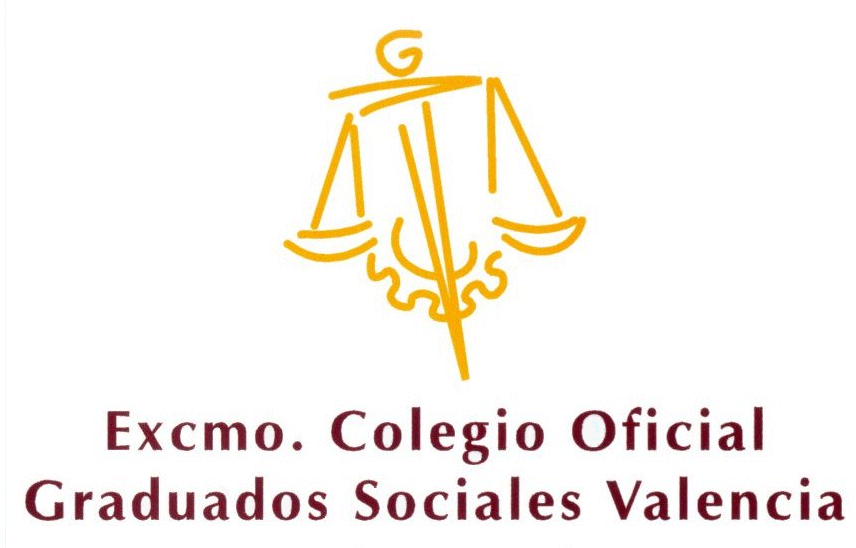 G
Excmo. Colegio Oficial
Graduados Sociales Valencia